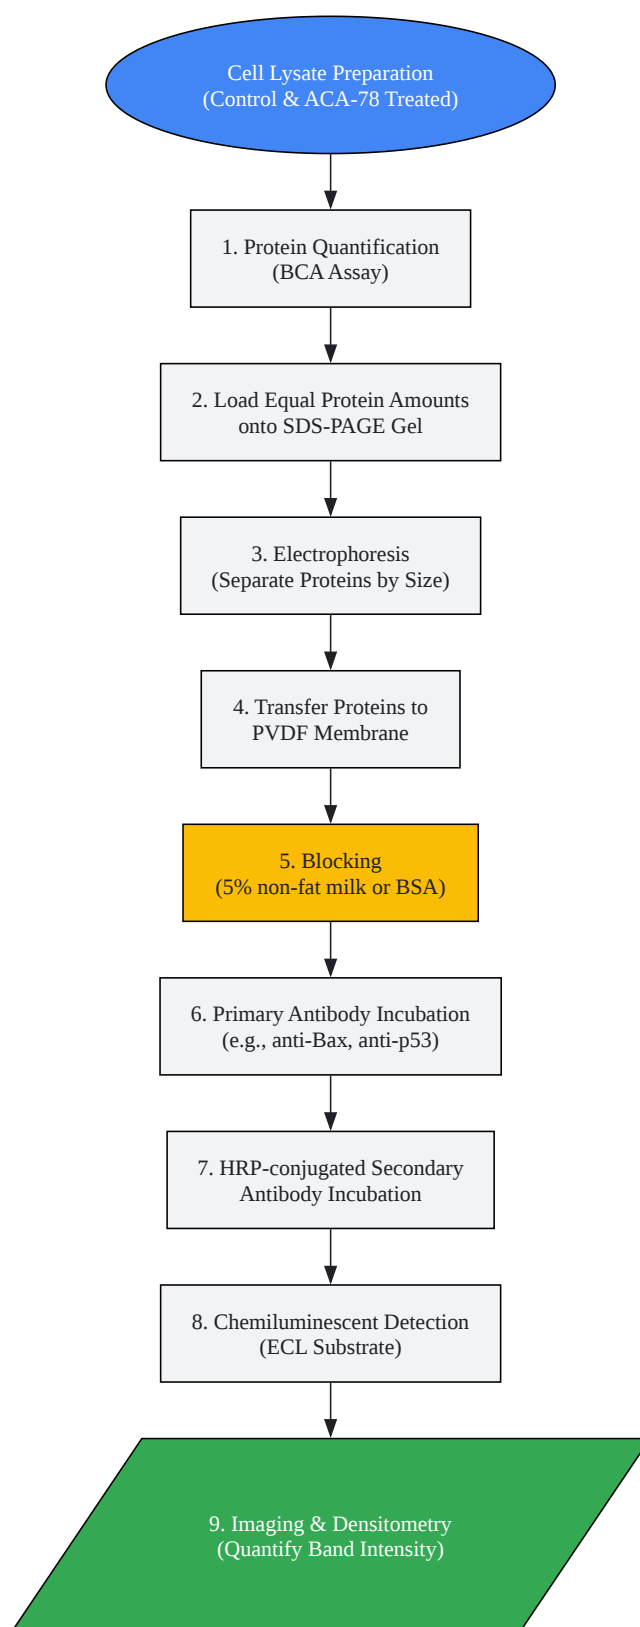 Cell Lysate Preparation
(Control & ACA-78 Treated)
1. Protein Quantification
(BCA Assay)
2. Load Equal Protein Amounts
onto SDS-PAGE Gel
3. Electrophoresis
(Separate Proteins by Size)
4. Transfer Proteins to
PVDF Membrane
5. Blocking
(5% non-fat milk or BSA)
6. Primary Antibody Incubation
(e.g., anti-Bax, anti-p53)
7. HRP-conjugated Secondary
Antibody Incubation
8. Chemiluminescent Detection
(ECL Substrate)
9. Imaging & Densitometry
(Quantify Band Intensity)